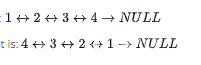 1 ↔ 2 ↔ 3 ↔ 4 → NULL
is: 4 ↔ 3 ↔ 2 ↔ 1 → NULL